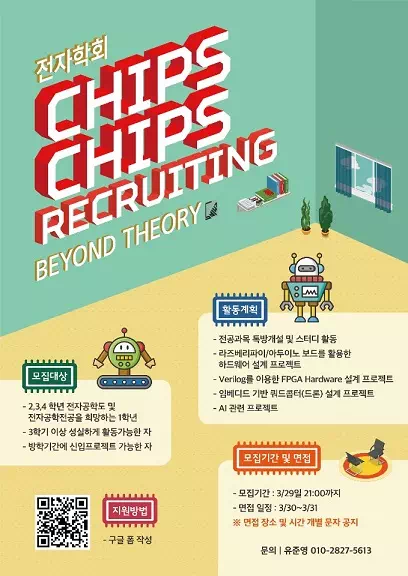 전자학회
CHIPS
CHIPS
RECRUITING
BEYOND THEORY
활동계획
- 전공과목 톡방개설 및 스터디 활동
- 라즈베리파이/아두이노 보드를 활용한
하드웨어 설계 프로젝트
- Verilog를 이용한 FPGA Hardware 설계 프로젝트
- 임베디드 기반 쿼드콥터(드론) 설계 프로젝트
- AI 관련 프로젝트
모집대상
- 2,3,4 학년 전자공학도 및
전자공학전공을 희망하는 1학년
- 3학기 이상 성실하게 활동가능한 자
- 방학기간에 신입프로젝트 가능한 자
모집기간 및 면접
- 모집기간 : 3/29일 21:00까지
- 면접 일정 : 3/30~3/31
※ 면접 장소 및 시간 개별 문자 공지
지원방법
- 구글 폼 작성
문의 | 유준영 010-2827-5613